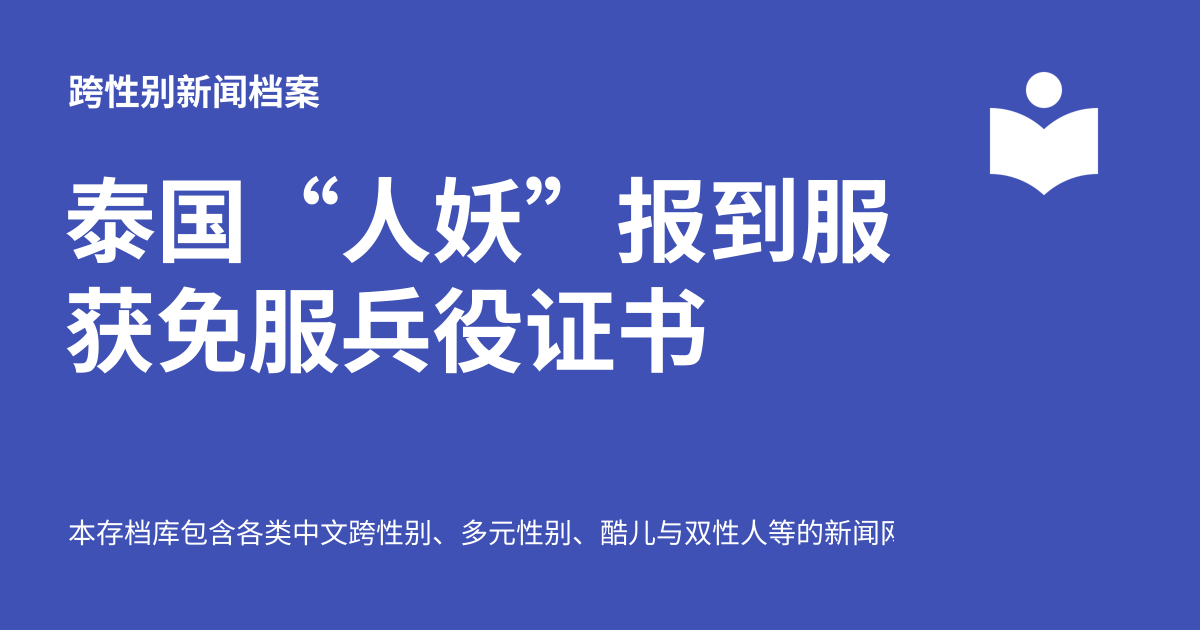 跨性别新闻档案
泰国“人妖”报到服
获免服兵役证书
本存档库包含各类中文跨性别、多元性别、酷儿与双性人等的新闻